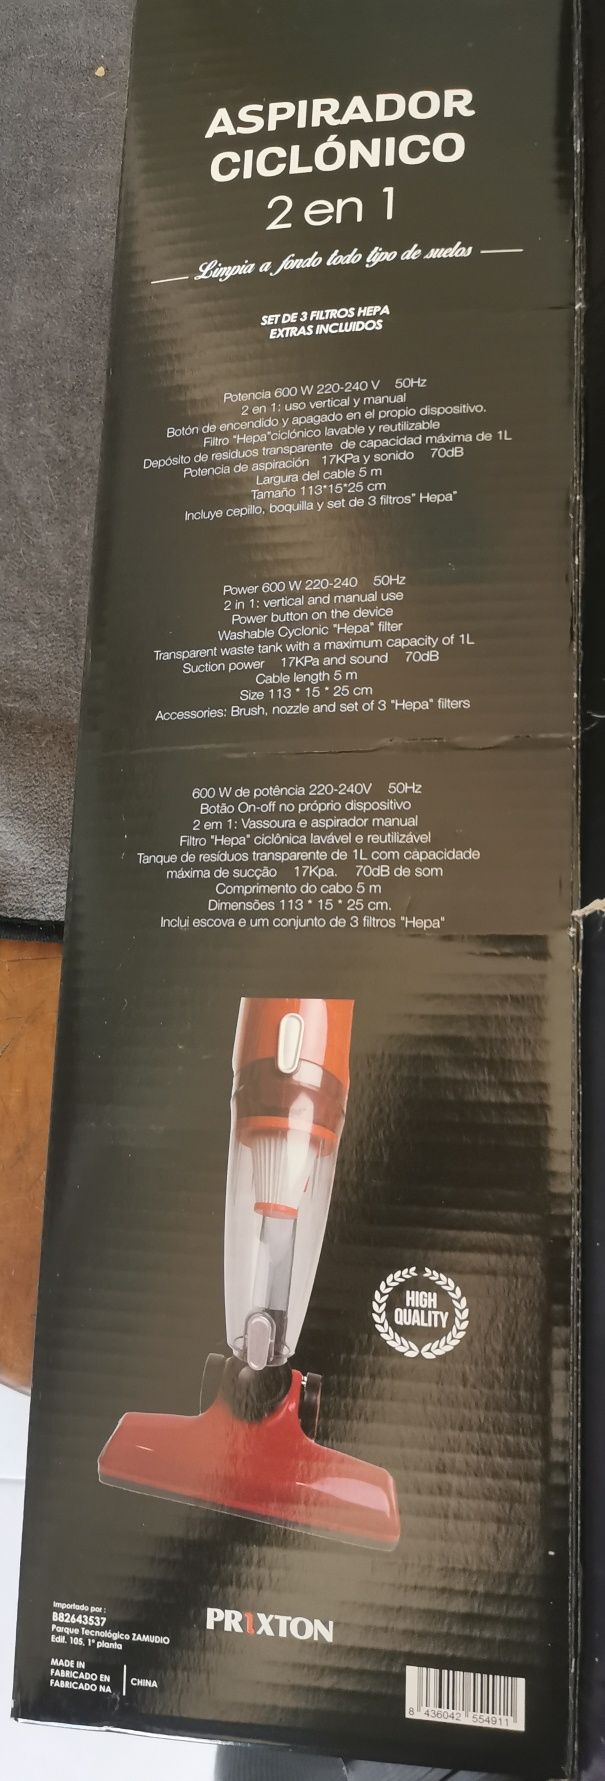 ASPIRADOR
CICLÓNICO
2 en 1
Limpia a fondo todo tipo de suelos
SET DE 3 FILTROS HEPA
EXTRAS INCLUIDOS
Potencia 600 W 220-240 V 50Hz
2 en 1: uso vertical y manual
Botón de encendido y apagado en el propio dispositivo.
Filtro "Hepa"ciclónico lavable y reutilizable
Depósito de residuos transparente de capacidad máxima de 1L
Potencia de aspiración 17KPa y sonido 70dB
Largura del cable 5 m
Tamaño 113*15*25 cm
Incluye cepillo, boquilla y set de 3 filtros" Hepa"
Power 600 W 220-240 50Hz
2 in 1: vertical and manual use
Power button on the device
Washable Cyclonic "Hepa" filter
Transparent waste tank with a maximum capacity of 1L
Suction power 17KPa and sound 70dB
Cable length 5 m
Size 113 * 15 * 25 cm
Accessories: Brush, nozzle and set of 3 "Hepa" filters
600 W de potência 220-240V 50Hz
Botão On-off no próprio dispositivo
2 em 1: Vassoura e aspirador manual
Filtro "Hepa" ciclônica lavável e reutilizável
Tanque de resíduos transparente de 1L com capacidade
máxima de sucção 17Kpa. 70dB de som
Comprimento do cabo 5 m
Dimensões 113 * 15 * 25 cm.
Inclui escova e um conjunto de 3 filtros "Hepa"
HIGH
QUALITY
Importado por :
B82643537
Parque Tecnológico ZAMUDIO
Edif. 105, 1º planta
PRIXTON
MADE IN
FABRICADO EN
FABRICADO NA
CHINA
8 436042 554911